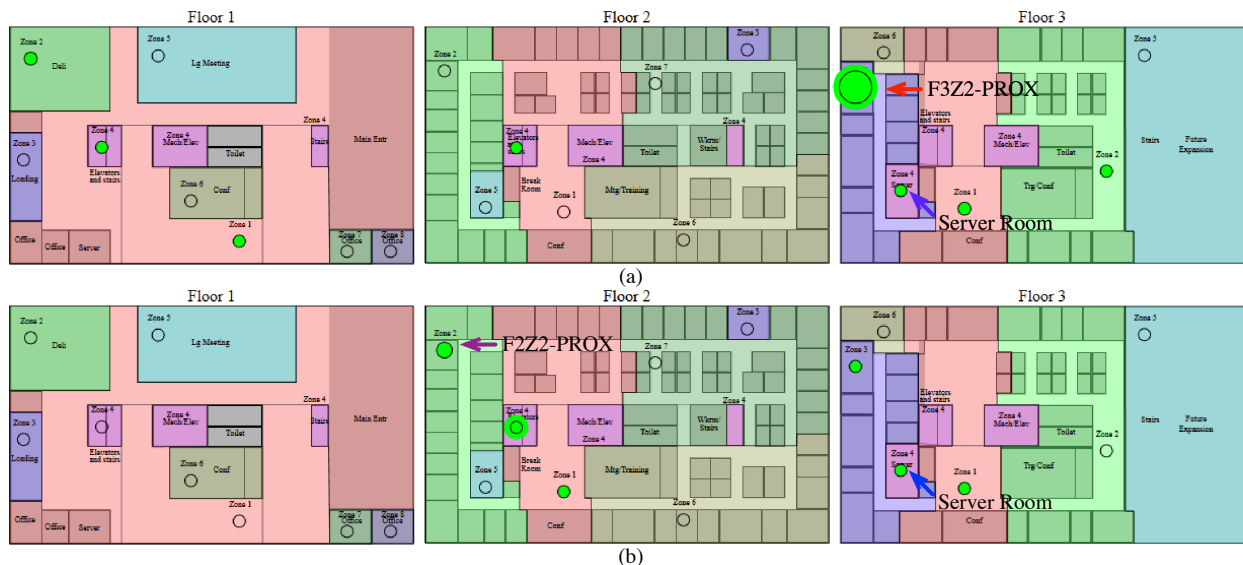 Floor 1
Floor 2
Floor 3
Zone 2
Deli
Zone 5
Lg Meeting
Zone 4
Zone 4
Zone 4
Mech/Elev
Stairs
Main Entr
Zone 3
Toilet
Elevators
and stairs
Loading
Zone 6
Conf
Zone 1
Office
Office
Server
Zone 7
Office
Zone 8
Office
Zone 2
Zone 3
Zone 7
Zone 4
Elevators
Mech/Elev
Zone 4
Toilet
Wkrm/
Stairs
Zone 4
Break
Room
Zone 5
Zone 1
Mtg/Training
Zone 6
Conf
Zone 6
Zone 5
F3Z2-PROX
Elevators
and stairs
Zone 4
Zone 4
Mech/Elev
Toilet
Stairs
Future
Expansion
Zone 2
Zone 4
Server
Zone 1
Trg/Conf
Server Room
Conf
(a)
Floor 1
Floor 2
Floor 3
Zone 2
Deli
Zone 5
Lg Meeting
Zone 4
Zone 4
Zone 4
Mech/Elev
Stairs
Main Entr
Zone 3
Toilet
Elevators
and stairs
Loading
Zone 6
Conf
Zone 1
Office
Office
Server
Zone 7
Office
Zone 8
Office
Zone 2
F2Z2-PROX
Zone 3
Zone 7
Zone 4
Mech/Elev
Zone 4
Toilet
Wkrm/
Stairs
Zone 4
Break
Room
Zone 5
Zone 1
Mtg/Training
Zone 6
Conf
Zone 6
Zone 5
Zone 3
Elevators
and stairs
Zone 4
Zone 4
Mech/Elev
Toilet
Stairs
Future
Expansion
Zone 2
Zone 4
Server
Zone 1
Trg/Conf
Server Room
Conf
(b)